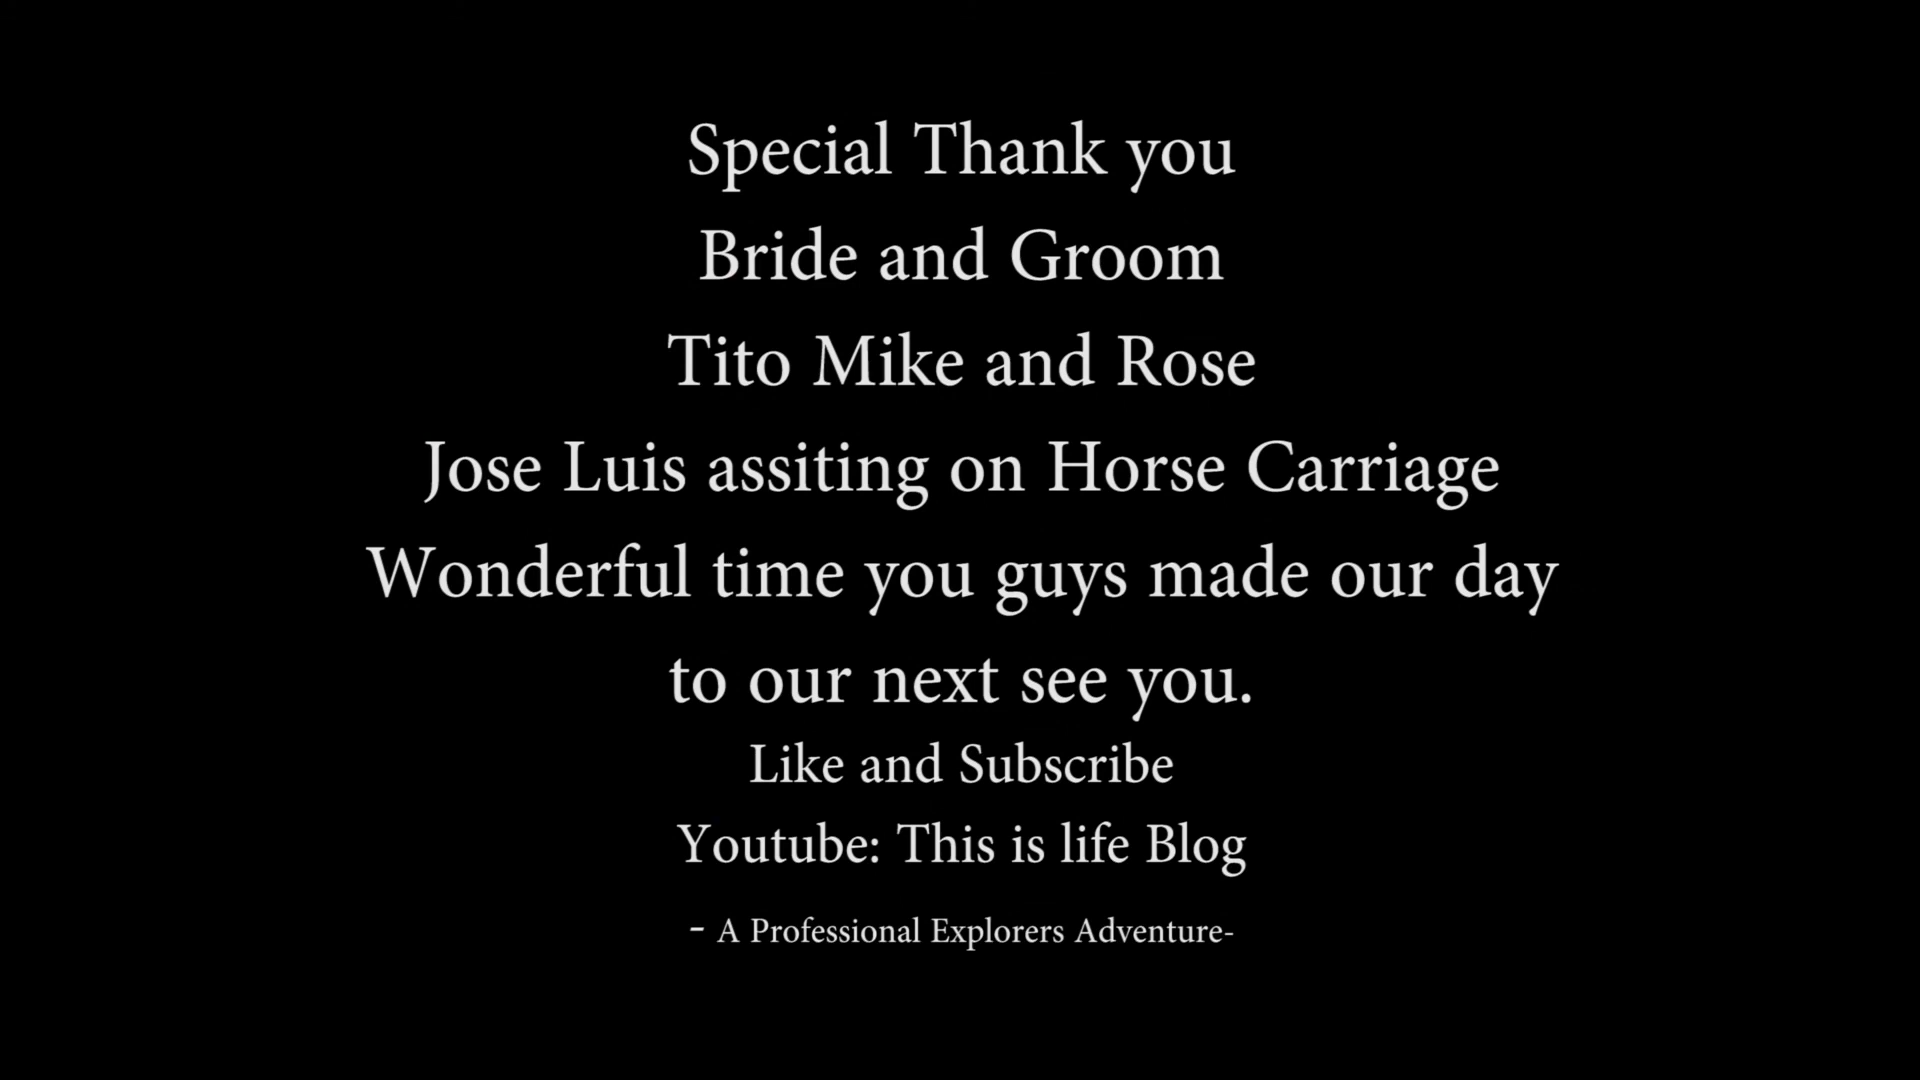 Special Thank you
Bride and Groom
Tito Mike and Rose
Jose Luis assiting on Horse Carriage
Wonderful time you guys made our day
to our next see you.
Like and Subscribe
Youtube: This is life Blog
- A Professional Explorers Adventure-